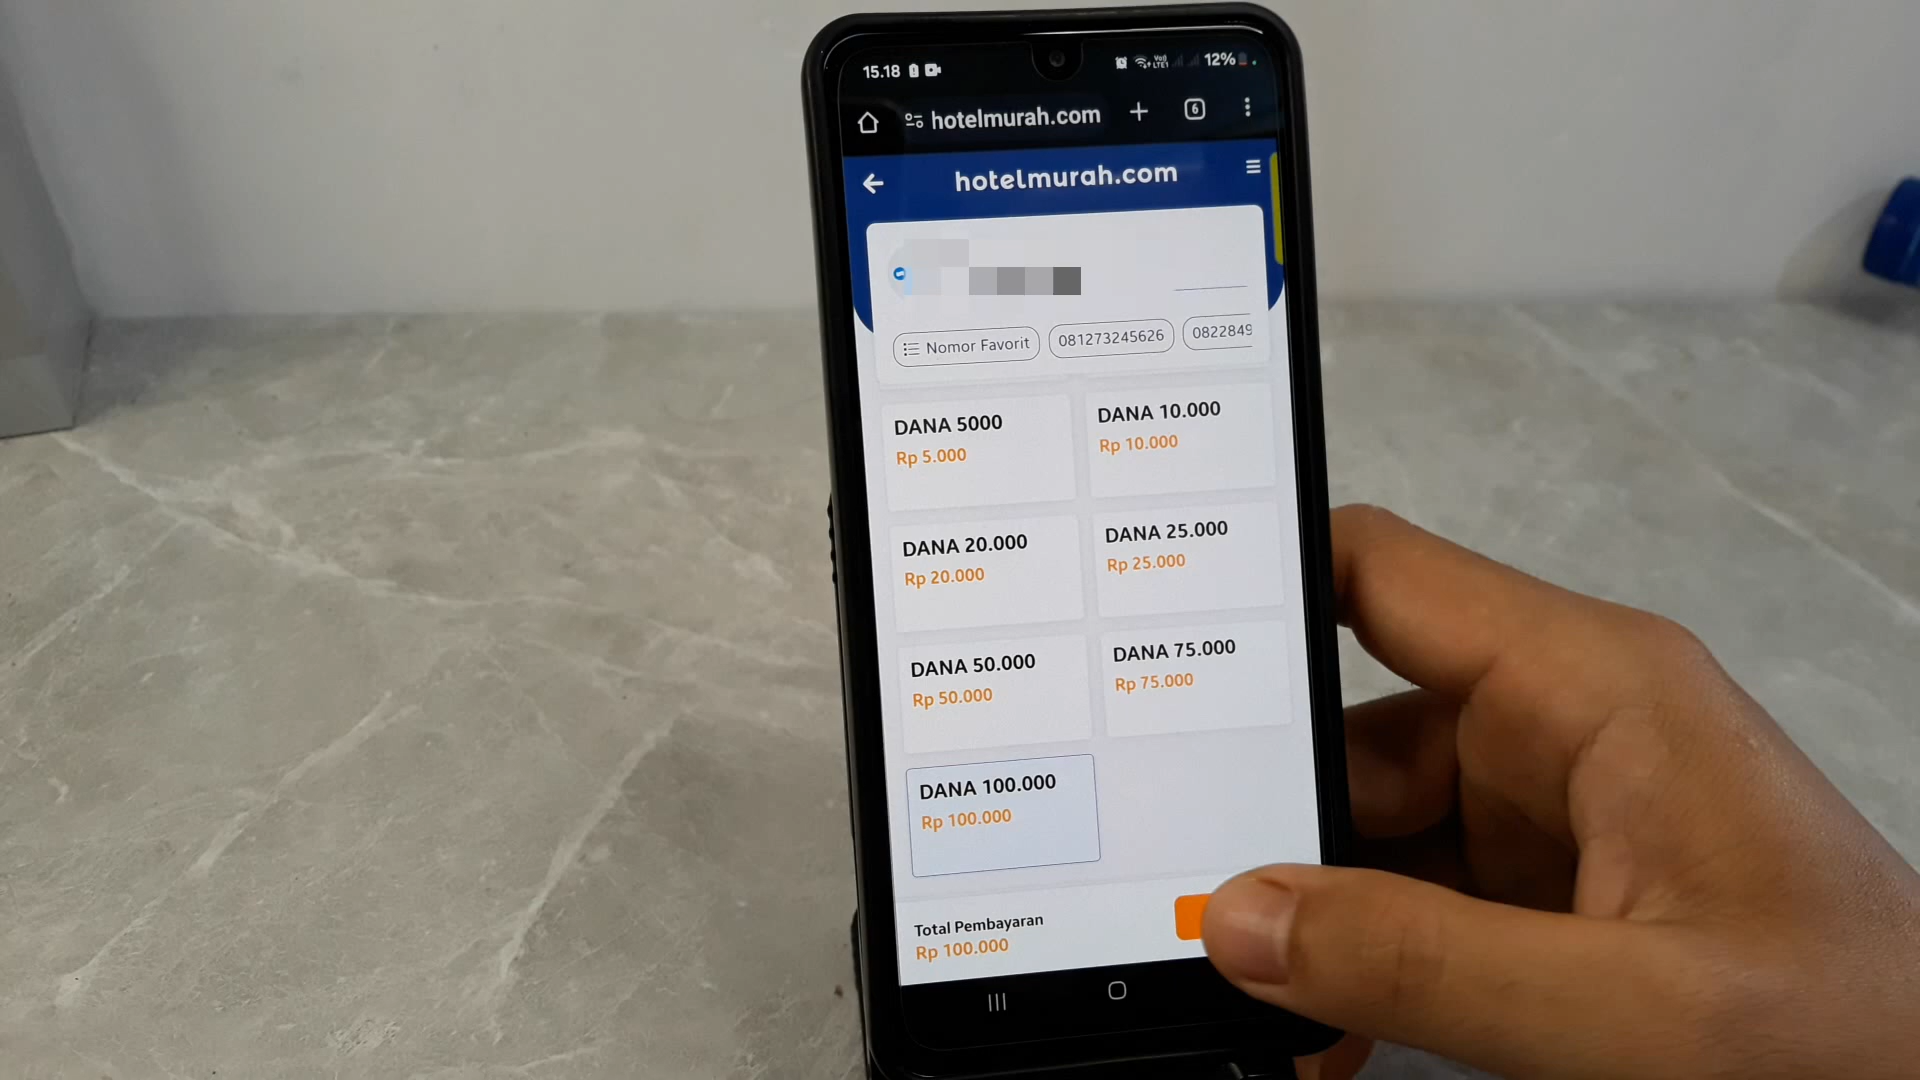 15.18
12%
hotelmurah.com
6
hotelmurah.com
Nomor Favorit
081273245626
0822849
DANA 5000
Rp 5.000
DANA 10.000
Rp 10.000
DANA 20.000
Rp 20.000
DANA 25.000
Rp 25.000
DANA 50.000
Rp 50.000
DANA 75.000
Rp 75.000
DANA 100.000
Rp 100.000
Total Pembayaran
Rp 100.000